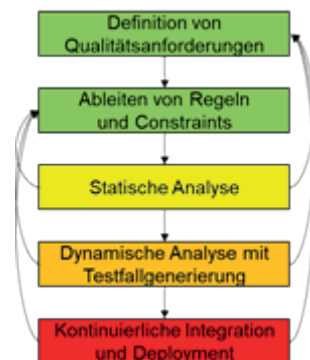 Definition von
Qualitätsanforderungen
Ableiten von Regeln
und Constraints
Statische Analyse
Dynamische Analyse mit
Testfallgenerierung
Kontinuierliche Integration
und Deployment